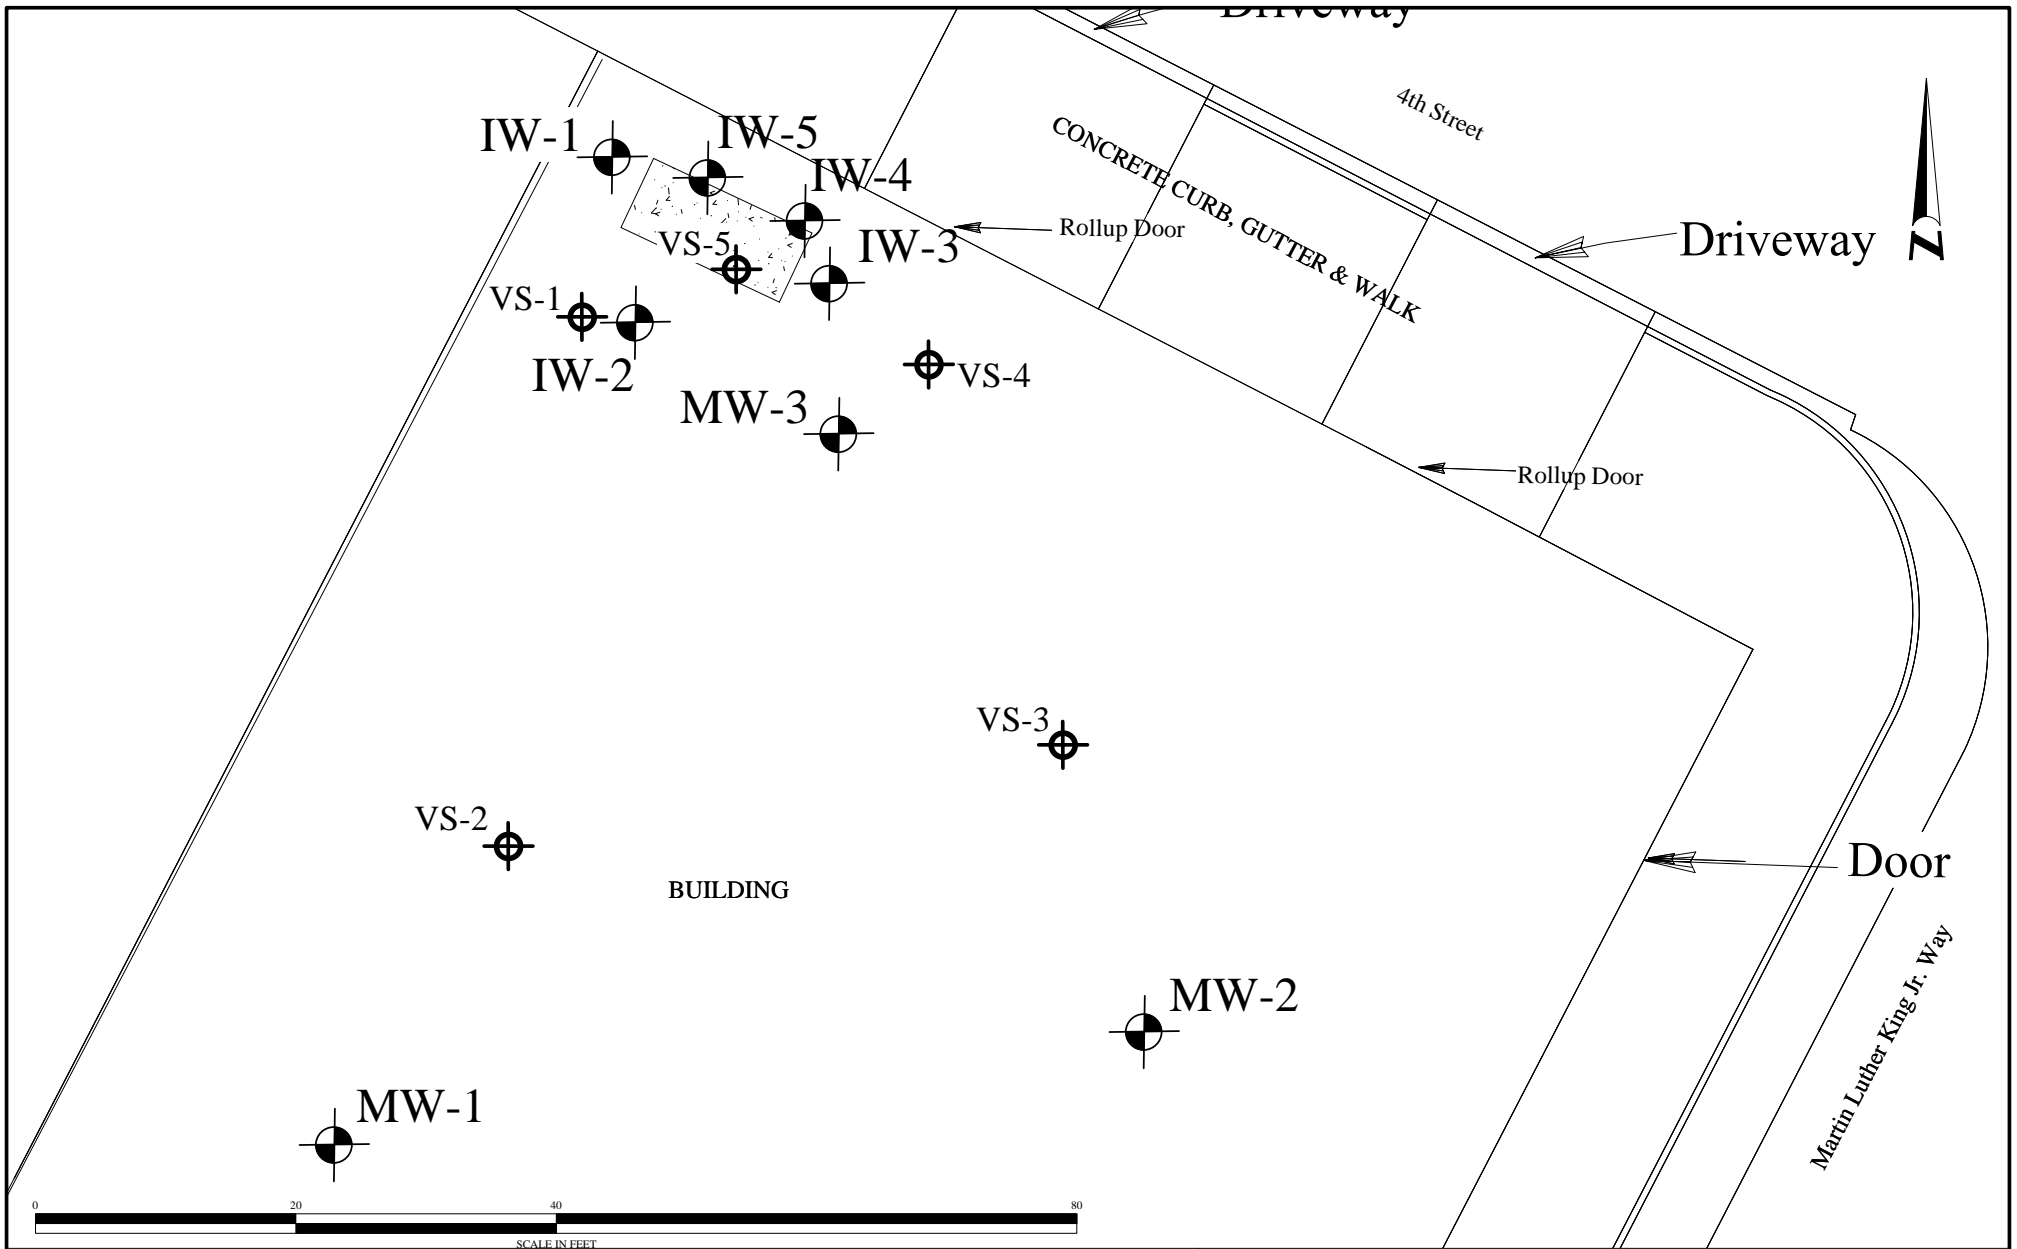 Driveway
4th Street
IW-1
IW-5
CONCRETE CURB, GUTTER & WALK
IW-4
Rollup Door
VS-5
IW-3
Driveway
N
VS-1
IW-2
VS-4
MW-3
Rollup Door
VS-3
VS-2
Door
BUILDING
MW-2
Martin Luther King Jr. Way
MW-1
0 20 40 80
SCALE IN FEET